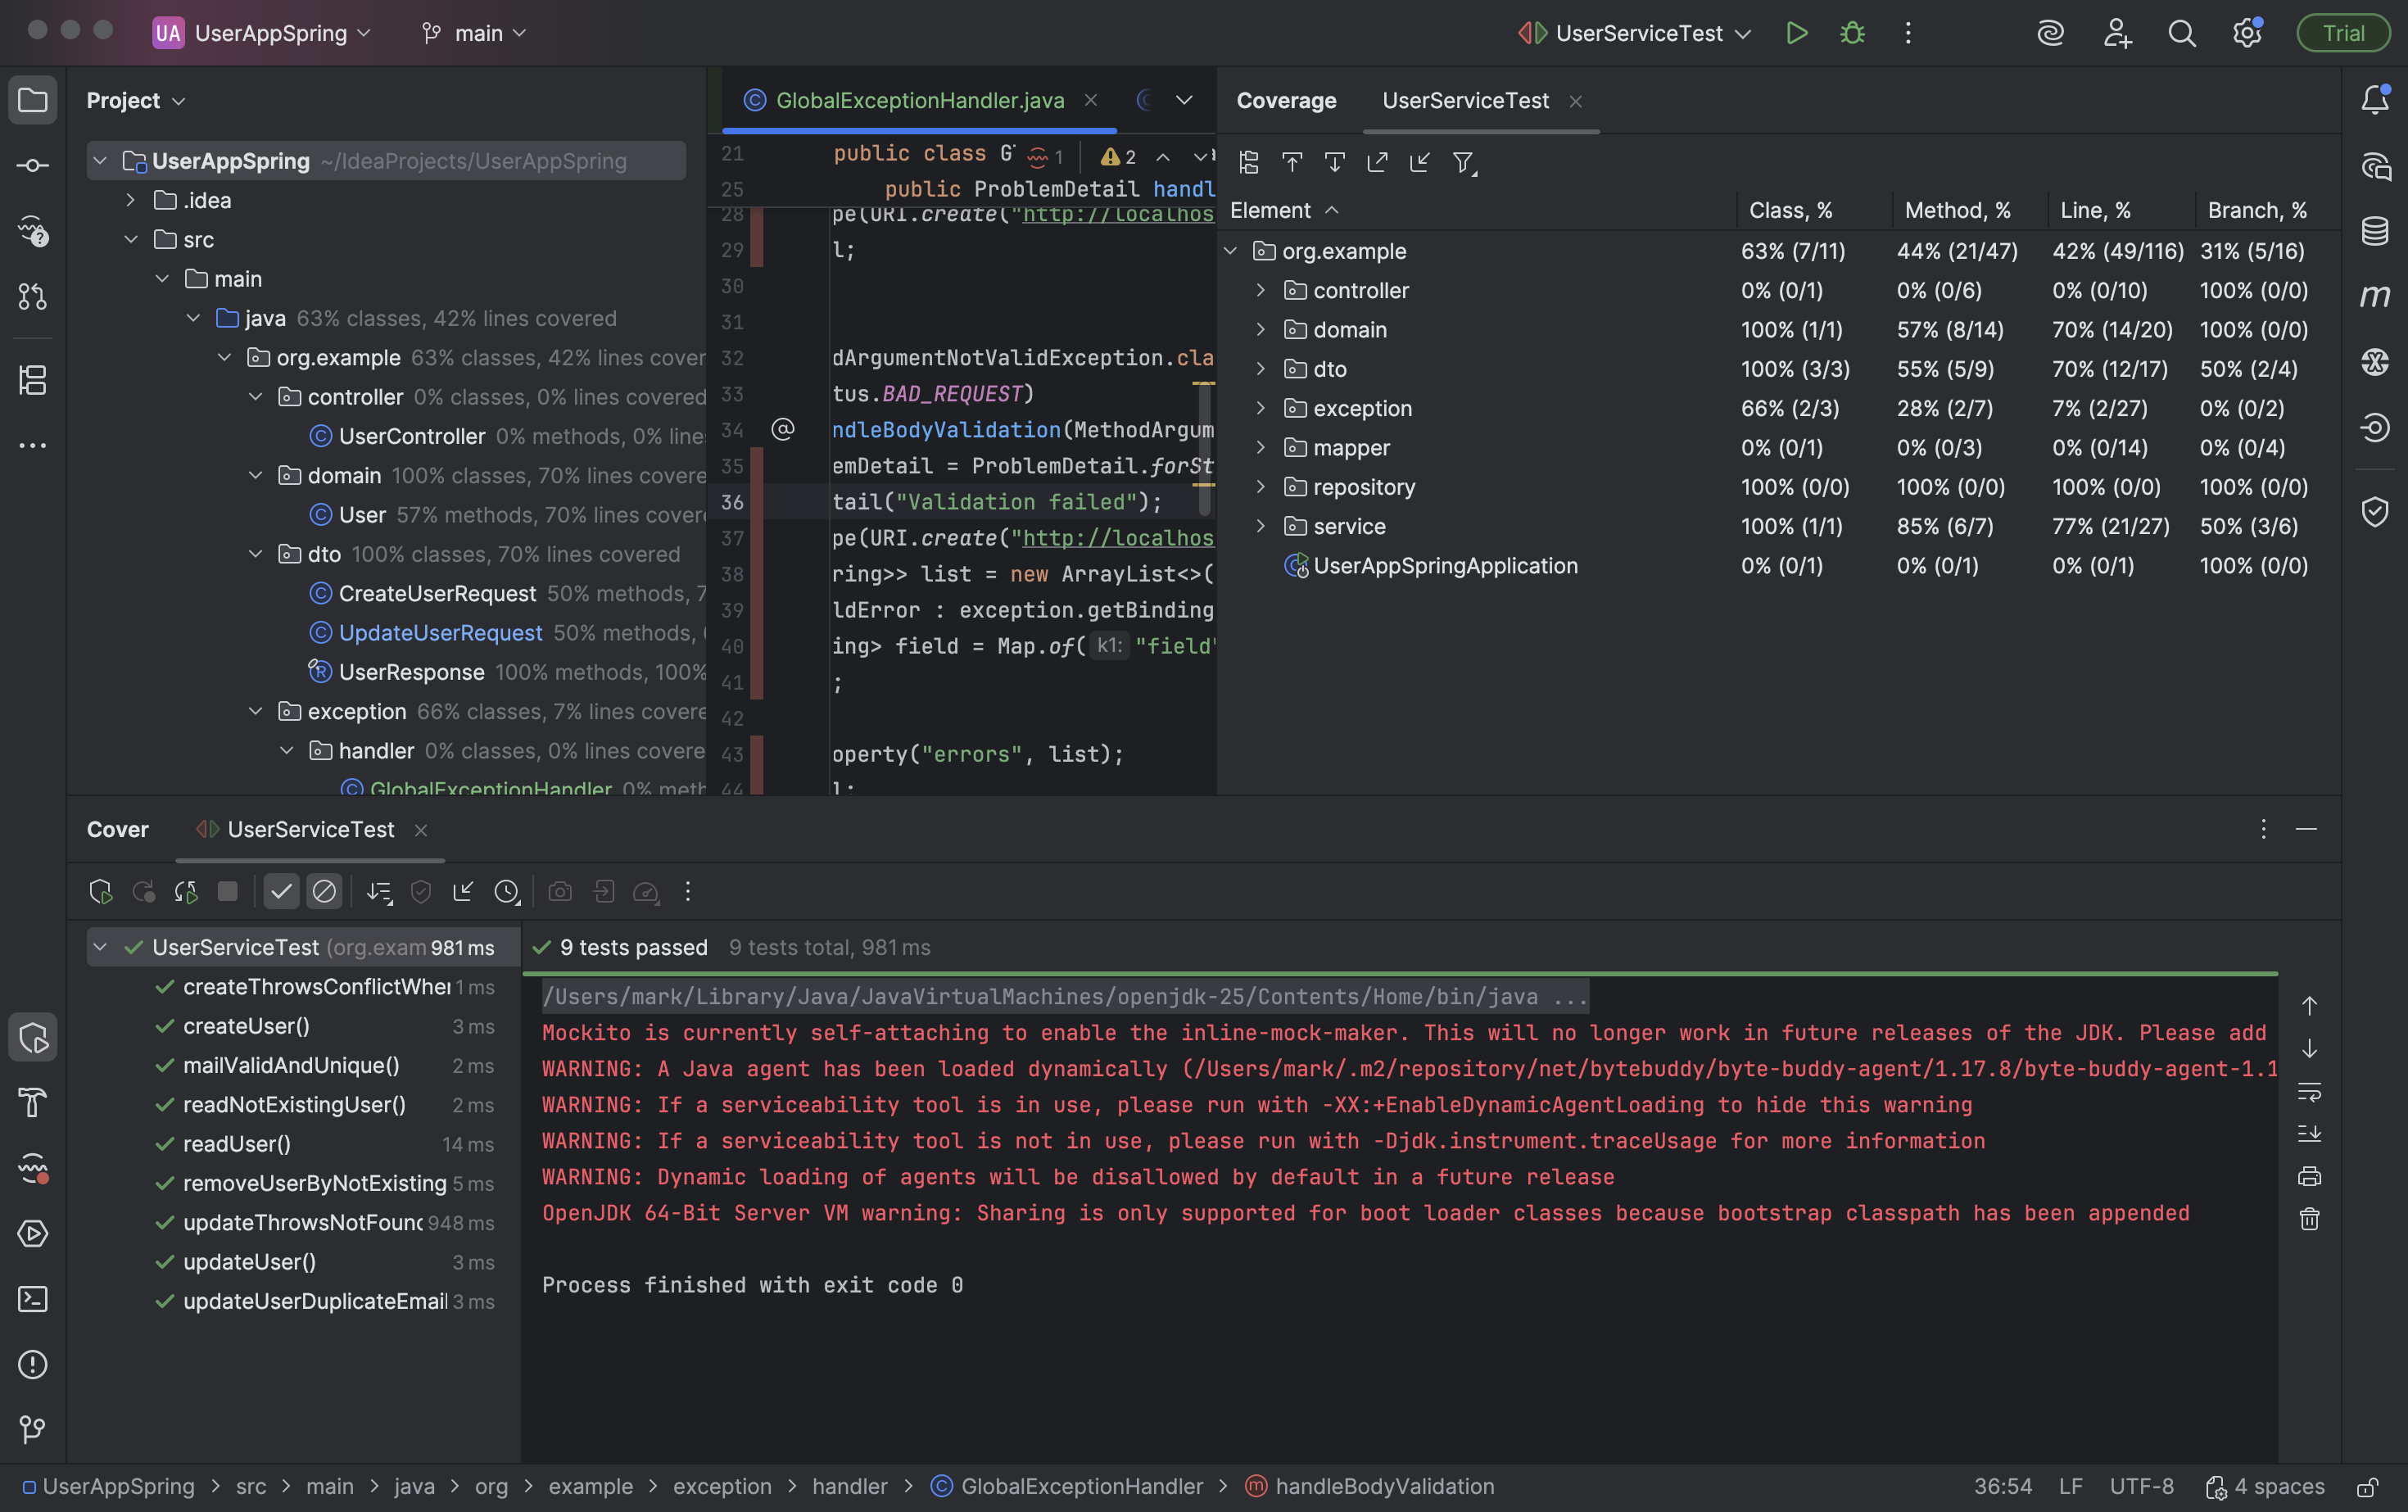 UA UserAppSpring main
UserServiceTest Trial
Project
UserAppSpring ~/IdeaProjects/UserAppSpring
.idea
src
main
java 63% classes, 42% lines covered
org.example 63% classes, 42% lines cover
controller 0% classes, 0% lines covered
UserController 0% methods, 0% line
domain 100% classes, 70% lines covere
User 57% methods, 70% lines cover
dto 100% classes, 70% lines covered
CreateUserRequest 50% methods, 7
UpdateUserRequest 50% methods,
UserResponse 100% methods, 100%
exception 66% classes, 7% lines covere
handler 0% classes, 0% lines covere
GlobalExceptionHandler 0% meth
GlobalExceptionHandler.java
21 public class G 1 2
25 public ProblemDetail handl
28 pe(URI.create("http://localhos
29 l;
30
31
32 dArgumentNotValidException.cla
33 tus.BAD_REQUEST)
34 ndleBodyValidation(MethodArgum
35 emDetail = ProblemDetail.forSt
36 tail("Validation failed");
37 pe(URI.create("http://localhos
38 ring>> list = new ArrayList<>(
39 ldError : exception.getBinding
40 ing> field = Map.of( k1: "field"
41 ;
42
43 operty("errors", list);
44 l;
Coverage UserServiceTest
Element Class, % Method, % Line, % Branch, %
org.example 63% (7/11) 44% (21/47) 42% (49/116) 31% (5/16)
controller 0% (0/1) 0% (0/6) 0% (0/10) 100% (0/0)
domain 100% (1/1) 57% (8/14) 70% (14/20) 100% (0/0)
dto 100% (3/3) 55% (5/9) 70% (12/17) 50% (2/4)
exception 66% (2/3) 28% (2/7) 7% (2/27) 0% (0/2)
mapper 0% (0/1) 0% (0/3) 0% (0/14) 0% (0/4)
repository 100% (0/0) 100% (0/0) 100% (0/0) 100% (0/0)
service 100% (1/1) 85% (6/7) 77% (21/27) 50% (3/6)
UserAppSpringApplication 0% (0/1) 0% (0/1) 0% (0/1) 100% (0/0)
Cover UserServiceTest
UserServiceTest (org.exam 981 ms
createThrowsConflictWhe 1 ms
createUser() 3 ms
mailValidAndUnique() 2 ms
readNotExistingUser() 2 ms
readUser() 14 ms
removeUserByNotExisting 5 ms
updateThrowsNotFoun 948 ms
updateUser() 3 ms
updateUserDuplicateEmail 3 ms
9 tests passed 9 tests total, 981 ms
/Users/mark/Library/Java/JavaVirtualMachines/openjdk-25/Contents/Home/bin/java ...
Mockito is currently self-attaching to enable the inline-mock-maker. This will no longer work in future releases of the JDK. Please add
WARNING: A Java agent has been loaded dynamically (/Users/mark/.m2/repository/net/bytebuddy/byte-buddy-agent/1.17.8/byte-buddy-agent-1.1
WARNING: If a serviceability tool is in use, please run with -XX:+EnableDynamicAgentLoading to hide this warning
WARNING: If a serviceability tool is not in use, please run with -Djdk.instrument.traceUsage for more information
WARNING: Dynamic loading of agents will be disallowed by default in a future release
OpenJDK 64-Bit Server VM warning: Sharing is only supported for boot loader classes because bootstrap classpath has been appended
Process finished with exit code 0
UserAppSpring > src > main > java > org > example > exception > handler > GlobalExceptionHandler > handleBodyValidation
36:54 LF UTF-8 4 spaces